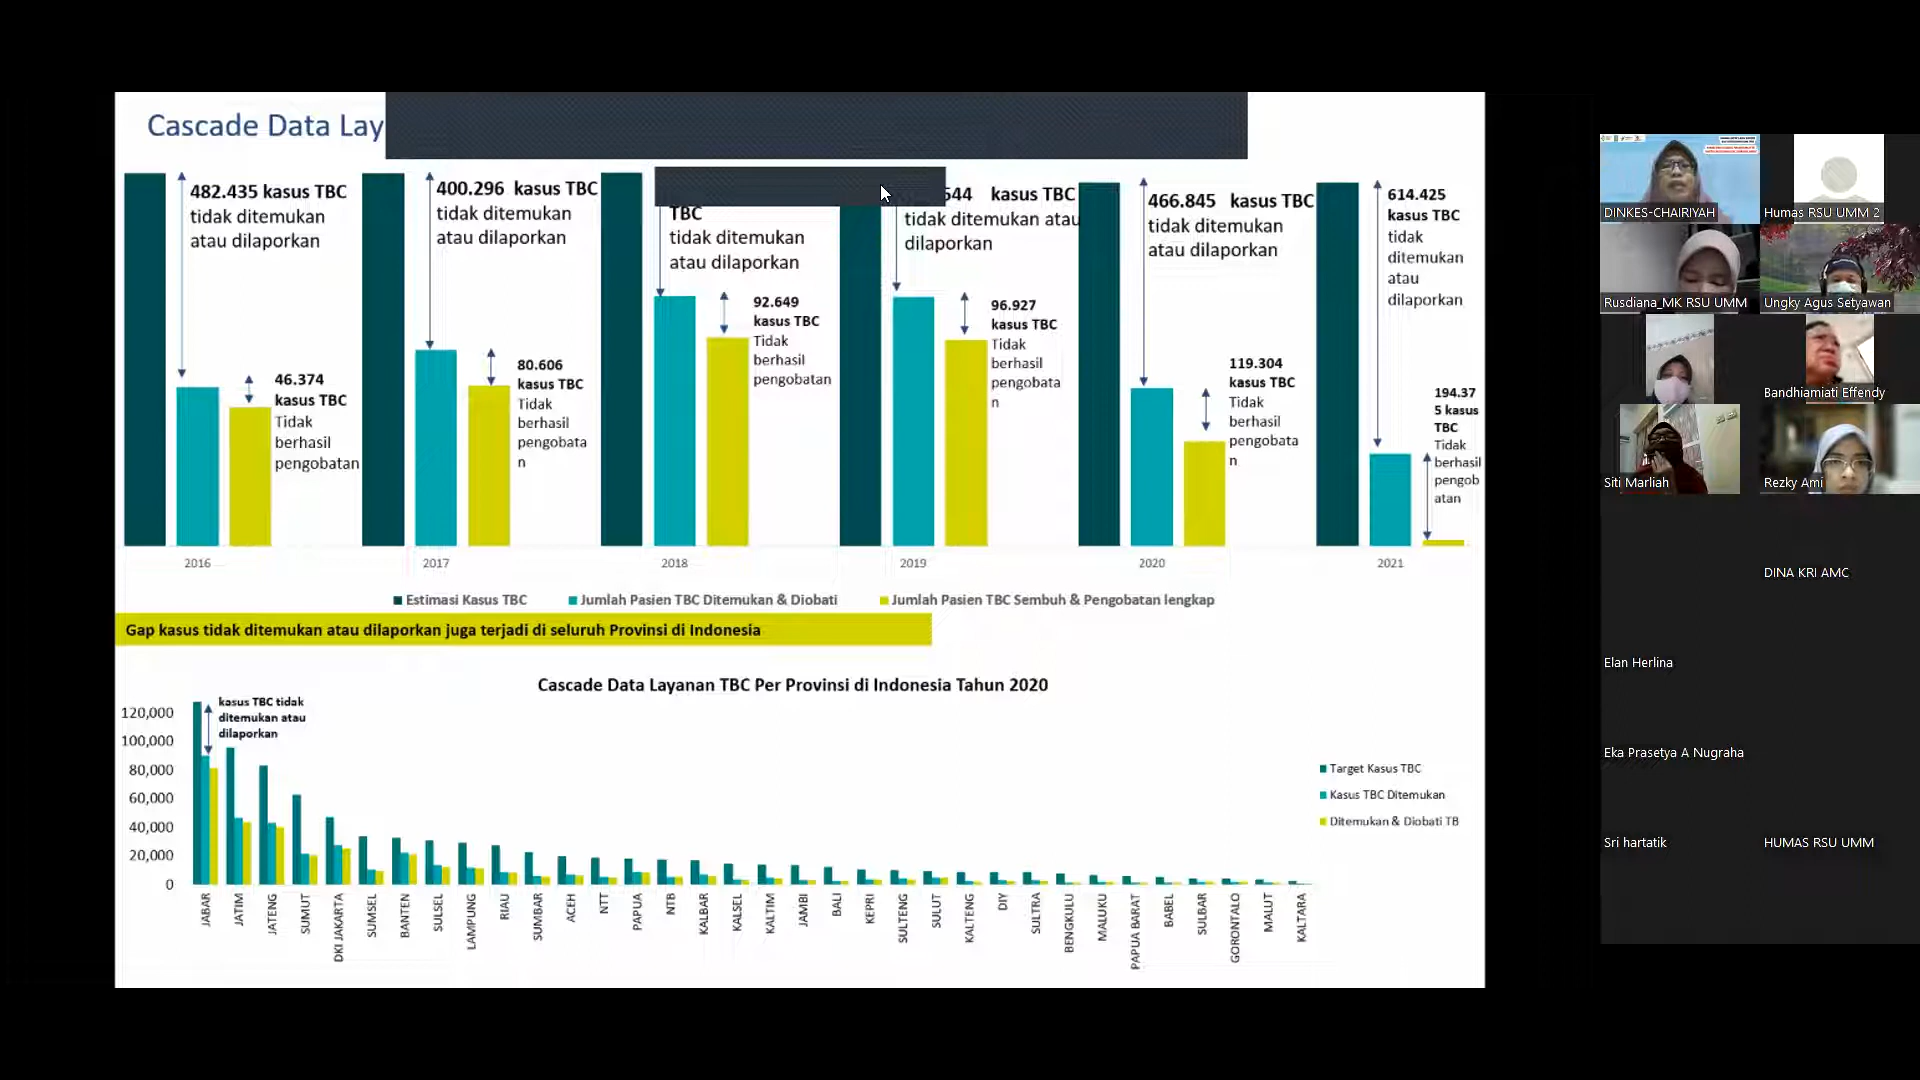 Cascade Data Lay
482.435 kasus TBC
tidak ditemukan
atau dilaporkan
46.374
kasus TBC
Tidak
berhasil
pengobatan
400.296 kasus TBC
tidak ditemukan
atau dilaporkan
80.606
kasus TBC
Tidak
berhasil
pengobata
n
TBC
tidak ditemukan
atau dilaporkan
92.649
kasus TBC
Tidak
berhasil
pengobatan
544 kasus TBC
tidak ditemukan atau
dilaporkan
96.927
kasus TBC
Tidak
berhasil
pengobata
n
466.845 kasus TBC
tidak ditemukan
atau dilaporkan
119.304
kasus TBC
Tidak
berhasil
pengobata
n
614.425
kasus TBC
tidak
ditemukan
atau
dilaporkan
194.37
5 kasus
TBC
Tidak
berhasil
pengob
atan
2016 2017 2018 2019 2020 2021
Estimasi Kasus TBC Jumlah Pasien TBC Ditemukan & Diobati Jumlah Pasien TBC Sembuh & Pengobatan lengkap
Gap kasus tidak ditemukan atau dilaporkan juga terjadi di seluruh Provinsi di Indonesia
Cascade Data Layanan TBC Per Provinsi di Indonesia Tahun 2020
kasus TBC tidak
ditemukan atau
dilaporkan
120,000
100,000
80,000
60,000
40,000
20,000
0
JABAR
JATIM
JATENG
SUMUT
DKI JAKARTA
SUMSEL
BANTEN
SULSEL
LAMPUNG
RIAU
SUMBAR
ACEH
NTT
PAPUA
NTB
KALBAR
KALSEL
KALTIM
JAMBI
BALI
KEPRI
SULTENG
SULUT
KALTENG
DIY
SULTRA
BENGKULU
MALUKU
PAPUA BARAT
BABEL
SULBAR
GORONTALO
MALUT
KALTARA
Target Kasus TBC
Kasus TBC Ditemukan
Ditemukan & Diobati TB
DINKES-CHAIRIYAH
Humas RSU UMM 2
Rusdiana_MK RSU UMM
Ungky Agus Setyawan
Bandhiamiati Effendy
Siti Marliah
Rezky Ami
DINA KRI AMC
Elan Herlina
Eka Prasetya A Nugraha
Sri hartatik
HUMAS RSU UMM